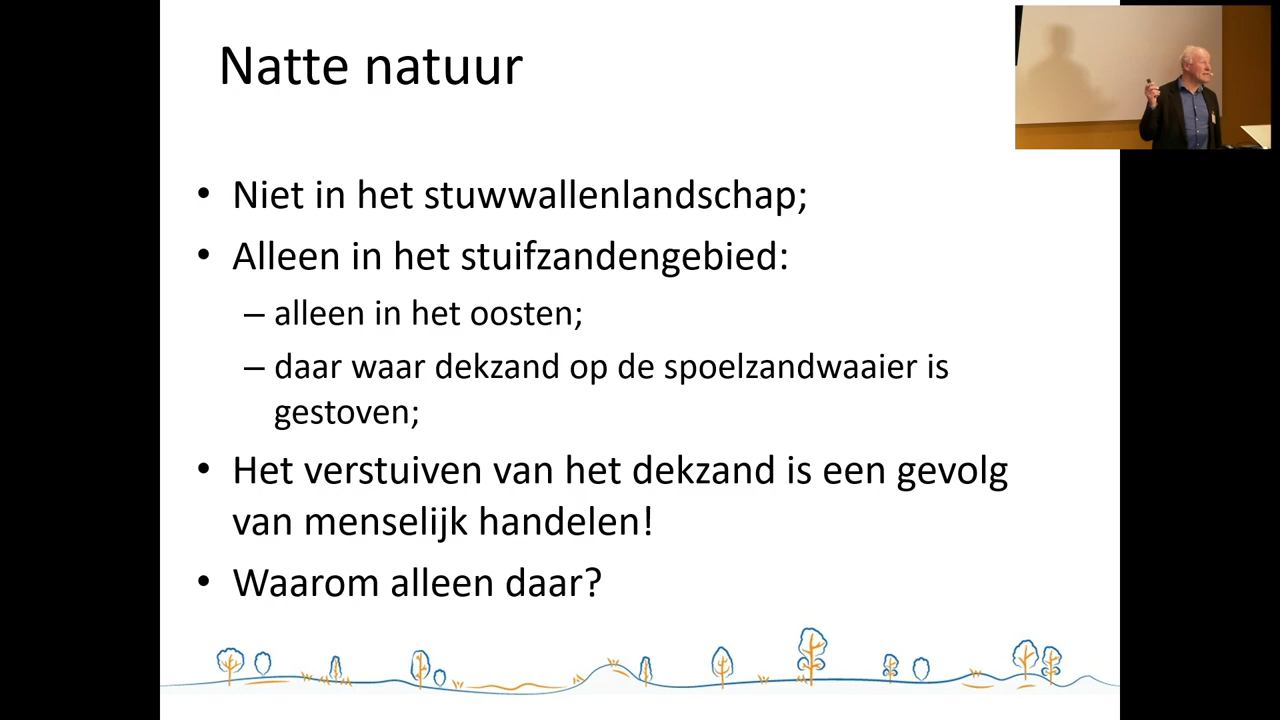 Natte natuur
• Niet in het stuwwallenlandschap;
• Alleen in het stuifzandengebied:
– alleen in het oosten;
– daar waar dekzand op de spoelzandwaaier is
gestoven;
• Het verstuiven van het dekzand is een gevolg
van menselijk handelen!
• Waarom alleen daar?